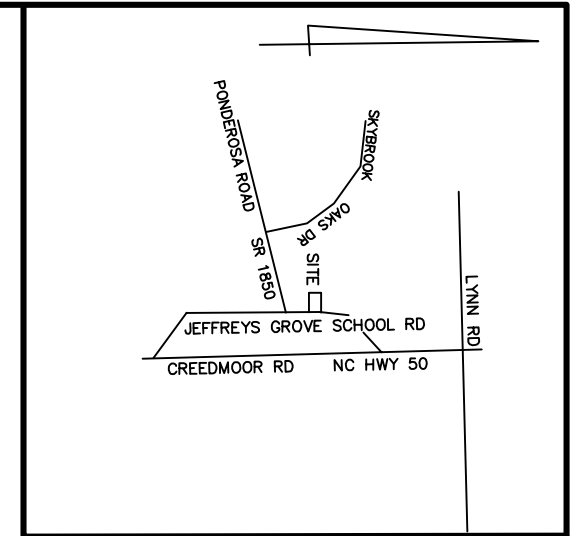 PONDEROSA ROAD
SR 1850
SKYBROOK
OAKS DR
SITE
LYNN RD
JEFFREYS GROVE SCHOOL RD
CREEDMOOR RD
NC HWY 50